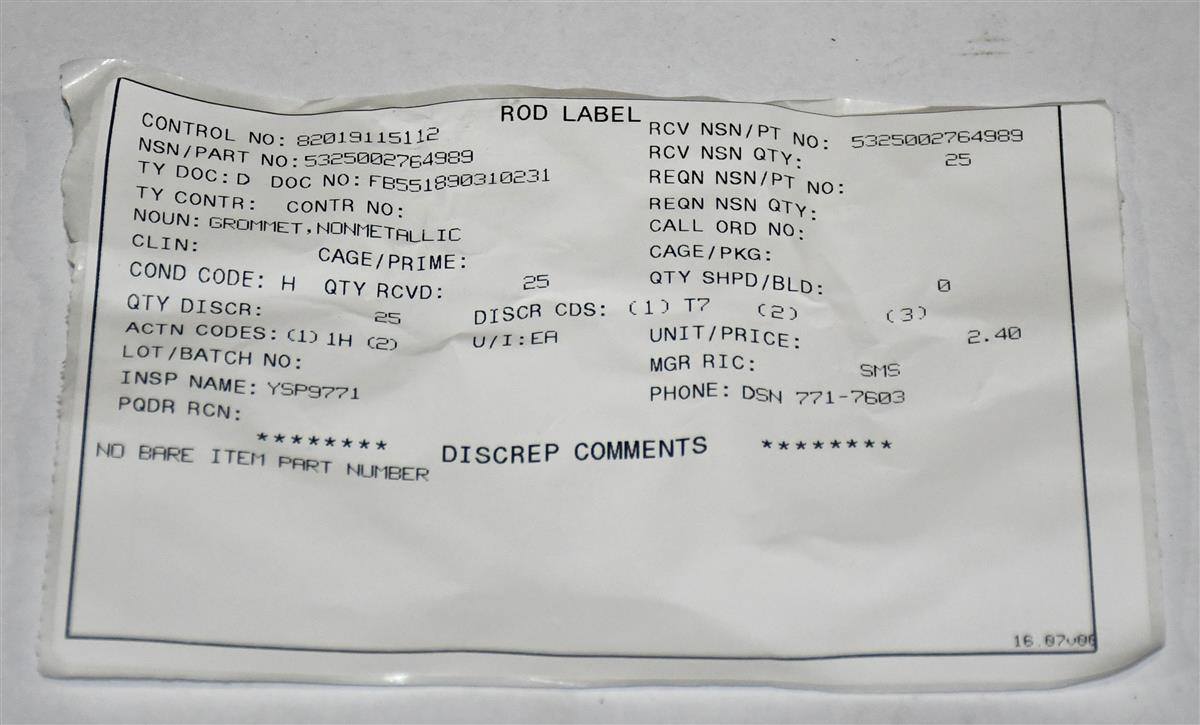 ROD LABEL
CONTROL NO: 82019115112 RCV NSN/PT NO: 5325002764989
NSN/PART NO: 5325002764989 RCV NSN QTY: 25
TY DOC: D DOC NO: FB551890310231 REQN NSN/PT NO:
TY CONTR: CONTR NO: REQN NSN QTY:
NOUN: GROMMET,NONMETALLIC CALL ORD NO:
CLIN: CAGE/PRIME: CAGE/PKG:
COND CODE: H QTY RCVD: 25 QTY SHPD/BLD: 0
QTY DISCR: 25 DISCR CDS: (1) T7 (2) (3)
ACTN CODES: (1) 1H (2) U/I: EA UNIT/PRICE: 2.40
LOT/BATCH NO: MGR RIC: SMS
INSP NAME: YSP9771 PHONE: DSN 771-7603
PQDR RCN:
******** DISCREP COMMENTS ********
NO BARE ITEM PART NUMBER